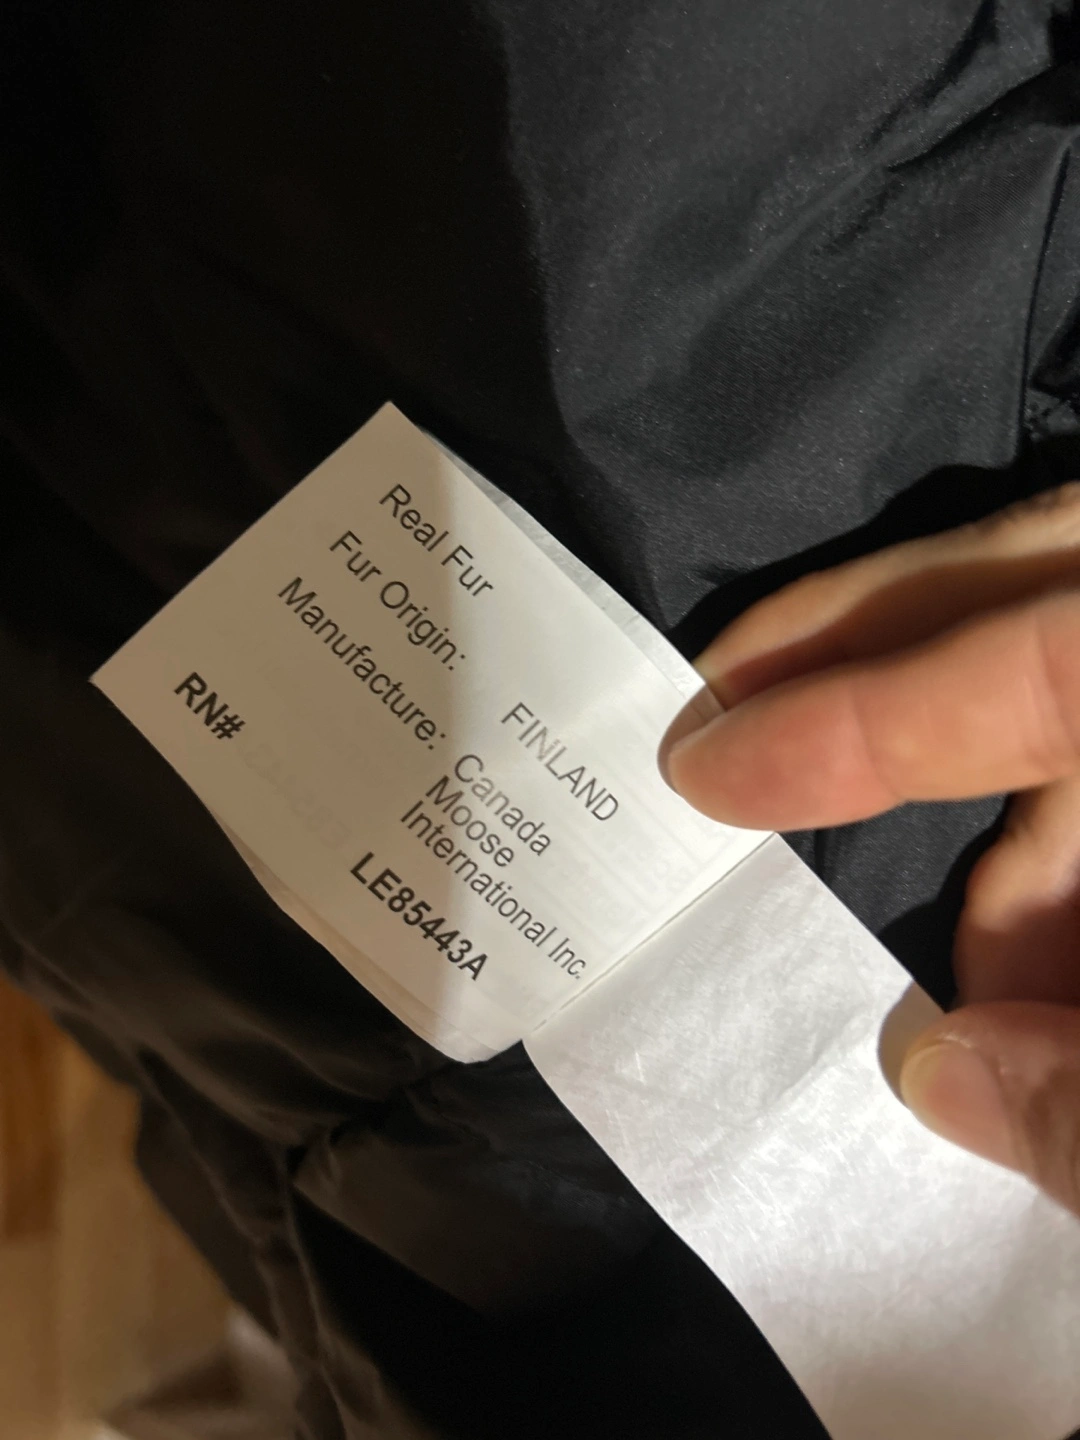 Real Fur
Fur Origin: FINLAND
Manufacture: Canada
Moose
International Inc.
RN# LE85443A